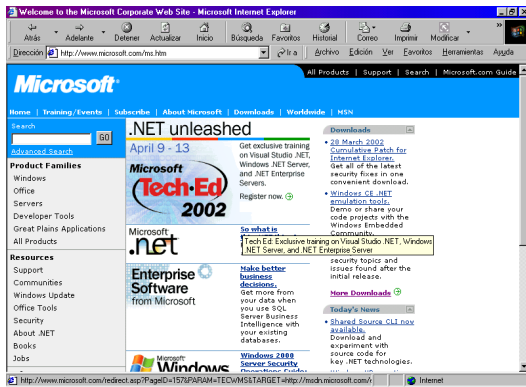 Welcome to the Microsoft Corporate Web Site - Microsoft Internet Explorer
Atrás Adelante Detener Actualizar Inicio Búsqueda Favoritos Historial Correo Imprimir Modificar »
Dirección http://www.microsoft.com/ms.htm Ir a Archivo Edición Ver Favoritos Herramientas Ayuda
All Products | Support | Search | Microsoft.com Guide
Microsoft
Home | Training/Events | Subscribe | About Microsoft | Downloads | Worldwide | MSN
Search
GO
Advanced Search
Product Families
Windows
Office
Servers
Developer Tools
Great Plains Applications
All Products
Resources
Support
Communities
Windows Update
Office Tools
Security
About .NET
Books
Jobs
.NET unleashed
April 9 - 13
Microsoft
Tech·Ed
2002
Get exclusive training
on Visual Studio .NET,
Windows .NET Server,
and .NET Enterprise
Servers.
Register now.
Microsoft
.net
So what is
Tech·Ed: Exclusive training on Visual Studio .NET, Windows
.NET Server, and .NET Enterprise Server
Enterprise
Software
from Microsoft
Make better
business
decisions.
Get more from
your data when
you use SQL
Server Business
Intelligence with
your existing
databases.
Microsoft
Windows
Windows 2000
Server Security
Operations Guide:
Downloads
• 28 March 2002
Cumulative Patch for
Internet Explorer.
Get all of the latest
security fixes in one
convenient download.
• Windows CE .NET
emulation tools.
Demo or share your
code projects with the
Windows Embedded
Community.
security topics and
issues found after the
initial release.
More Downloads
Today's News
• Shared Source CLI now
available.
Download and
experiment with
source code for
key .NET technologies.
http://www.microsoft.com/redirect.asp?PageID=157&PARAM=TECWMS&TARGET=http://msdn.microsoft.com/ Internet